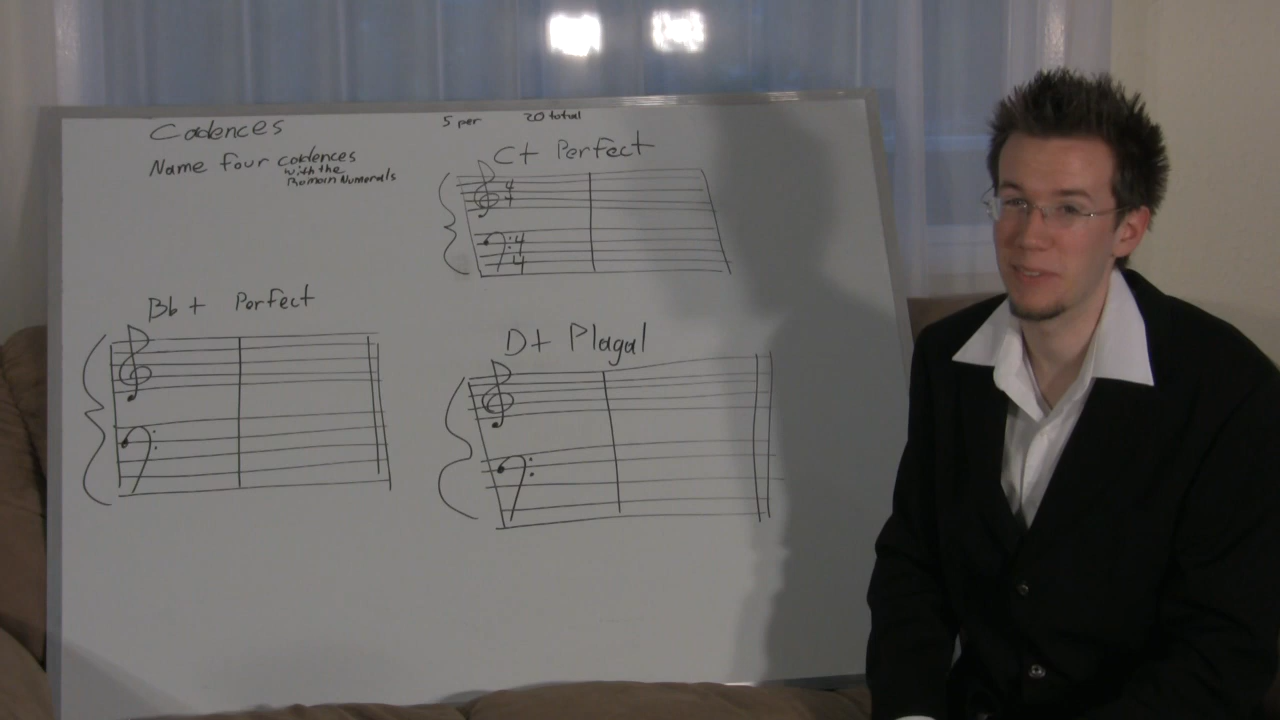 Cadences
5 per 20 total
Name four cadences
with the
Roman Numerals
C+ Perfect
4
4
4
4
Bb+ Perfect
D+ Plagal